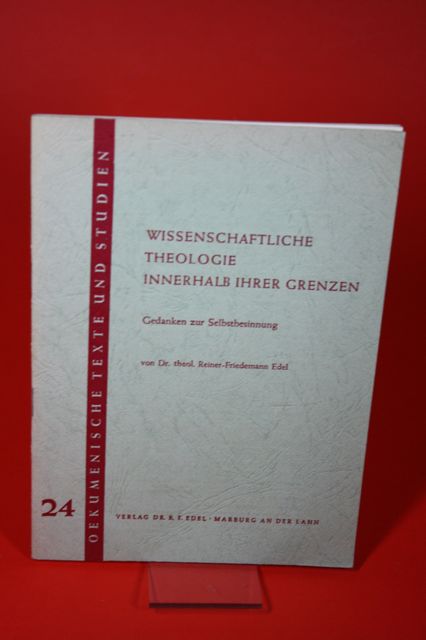 OEKUMENISCHE TEXTE UND STUDIEN
WISSENSCHAFTLICHE
THEOLOGIE
INNERHALB IHRER GRENZEN
Gedanken zur Selbstbesinnung
von Dr. theol. Reiner-Friedemann Edel
24
VERLAG DR. R. F. EDEL · MARBURG AN DER LAHN